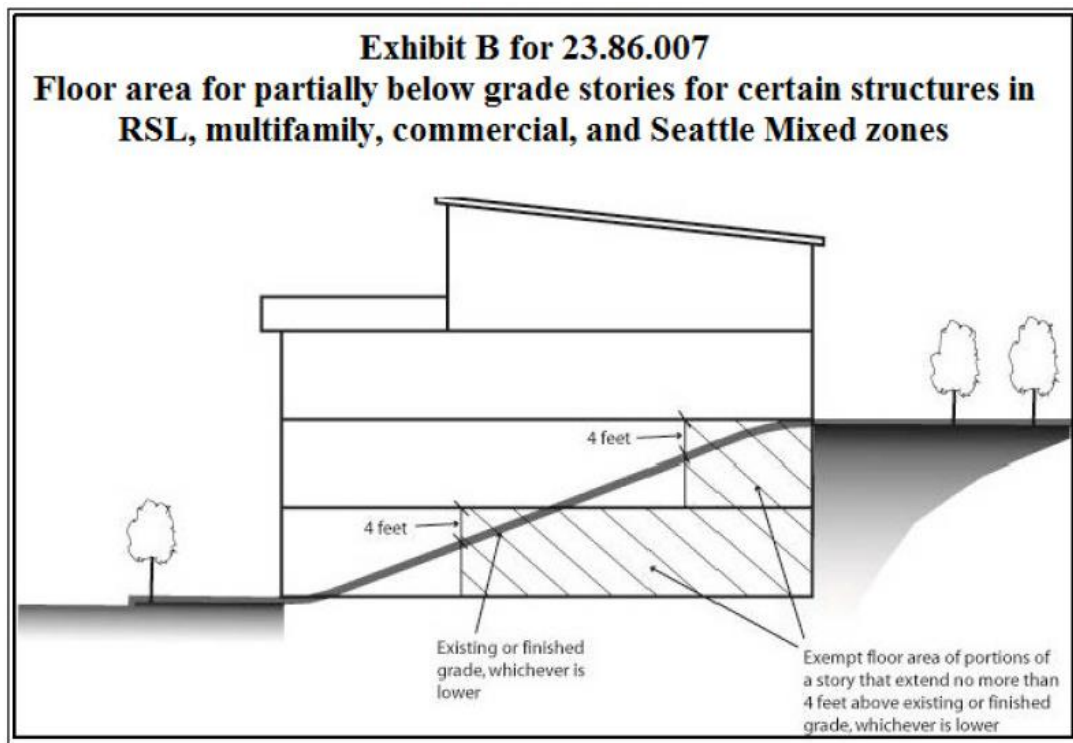 Exhibit B for 23.86.007
Floor area for partially below grade stories for certain structures in
RSL, multifamily, commercial, and Seattle Mixed zones
4 feet
4 feet
Existing or finished
grade, whichever is
lower
Exempt floor area of portions of
a story that extend no more than
4 feet above existing or finished
grade, whichever is lower